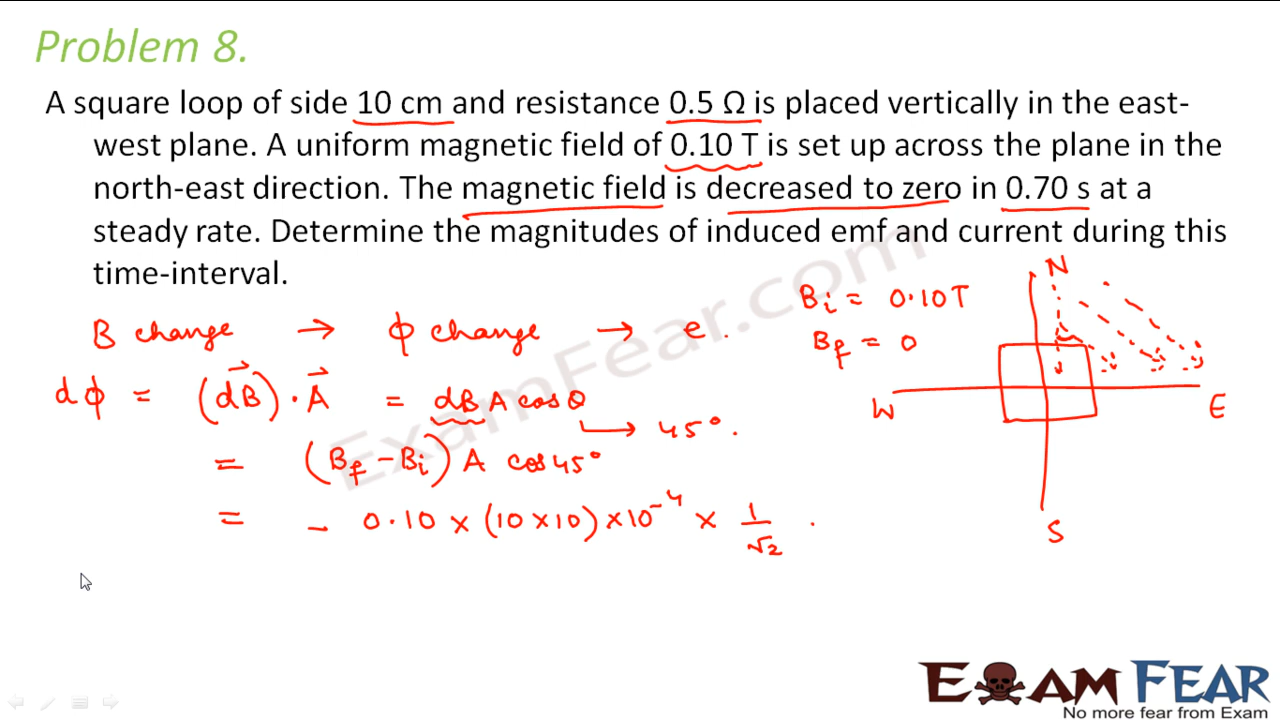 Problem 8.
A square loop of side 10 cm and resistance 0.5 Ω is placed vertically in the east-
west plane. A uniform magnetic field of 0.10 T is set up across the plane in the
north-east direction. The magnetic field is decreased to zero in 0.70 s at a
steady rate. Determine the magnitudes of induced emf and current during this
time-interval.
N
B change → ϕ change → e.
Bi = 0.10T
Bf = 0
dϕ = (dB⃗)·A⃗ = dB A cos θ
↳ 45°.
W
E
= (Bf - Bi) A cos 45°
= - 0.10 × (10 × 10) × 10⁻⁴ × 1/√2 .
S
ExamFear.com
EXAM FEAR
No more fear from Exam